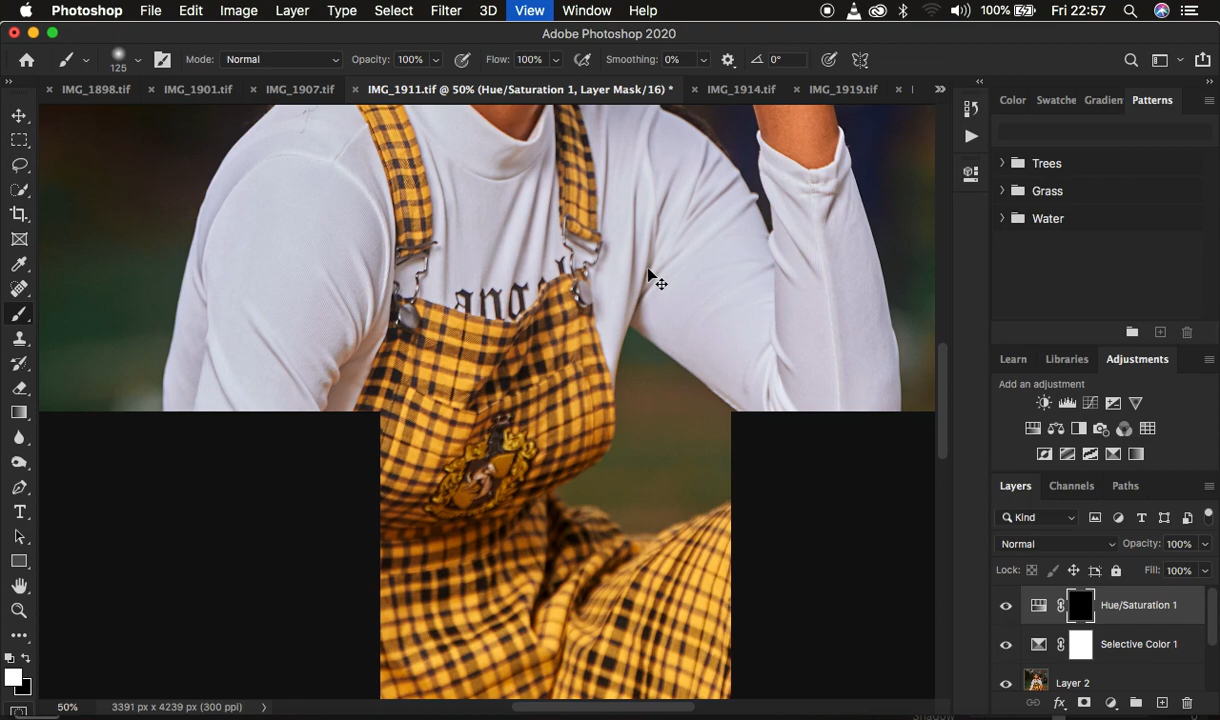 Photoshop File Edit Image Layer Type Select Filter 3D View Window Help 100% Fri 22:57
Adobe Photoshop 2020
125 Mode: Normal Opacity: 100% Flow: 100% Smoothing: 0% 0°
IMG_1898.tif IMG_1901.tif IMG_1907.tif IMG_1911.tif @ 50% (Hue/Saturation 1, Layer Mask/16) * IMG_1914.tif IMG_1919.tif
Color Swatche Gradien Patterns
Trees
Grass
Water
ang
Learn Libraries Adjustments
Add an adjustment
Layers Channels Paths
Kind
Normal Opacity: 100%
Lock: Fill: 100%
Hue/Saturation 1
Selective Color 1
Layer 2
50% 3391 px x 4239 px (300 ppi)